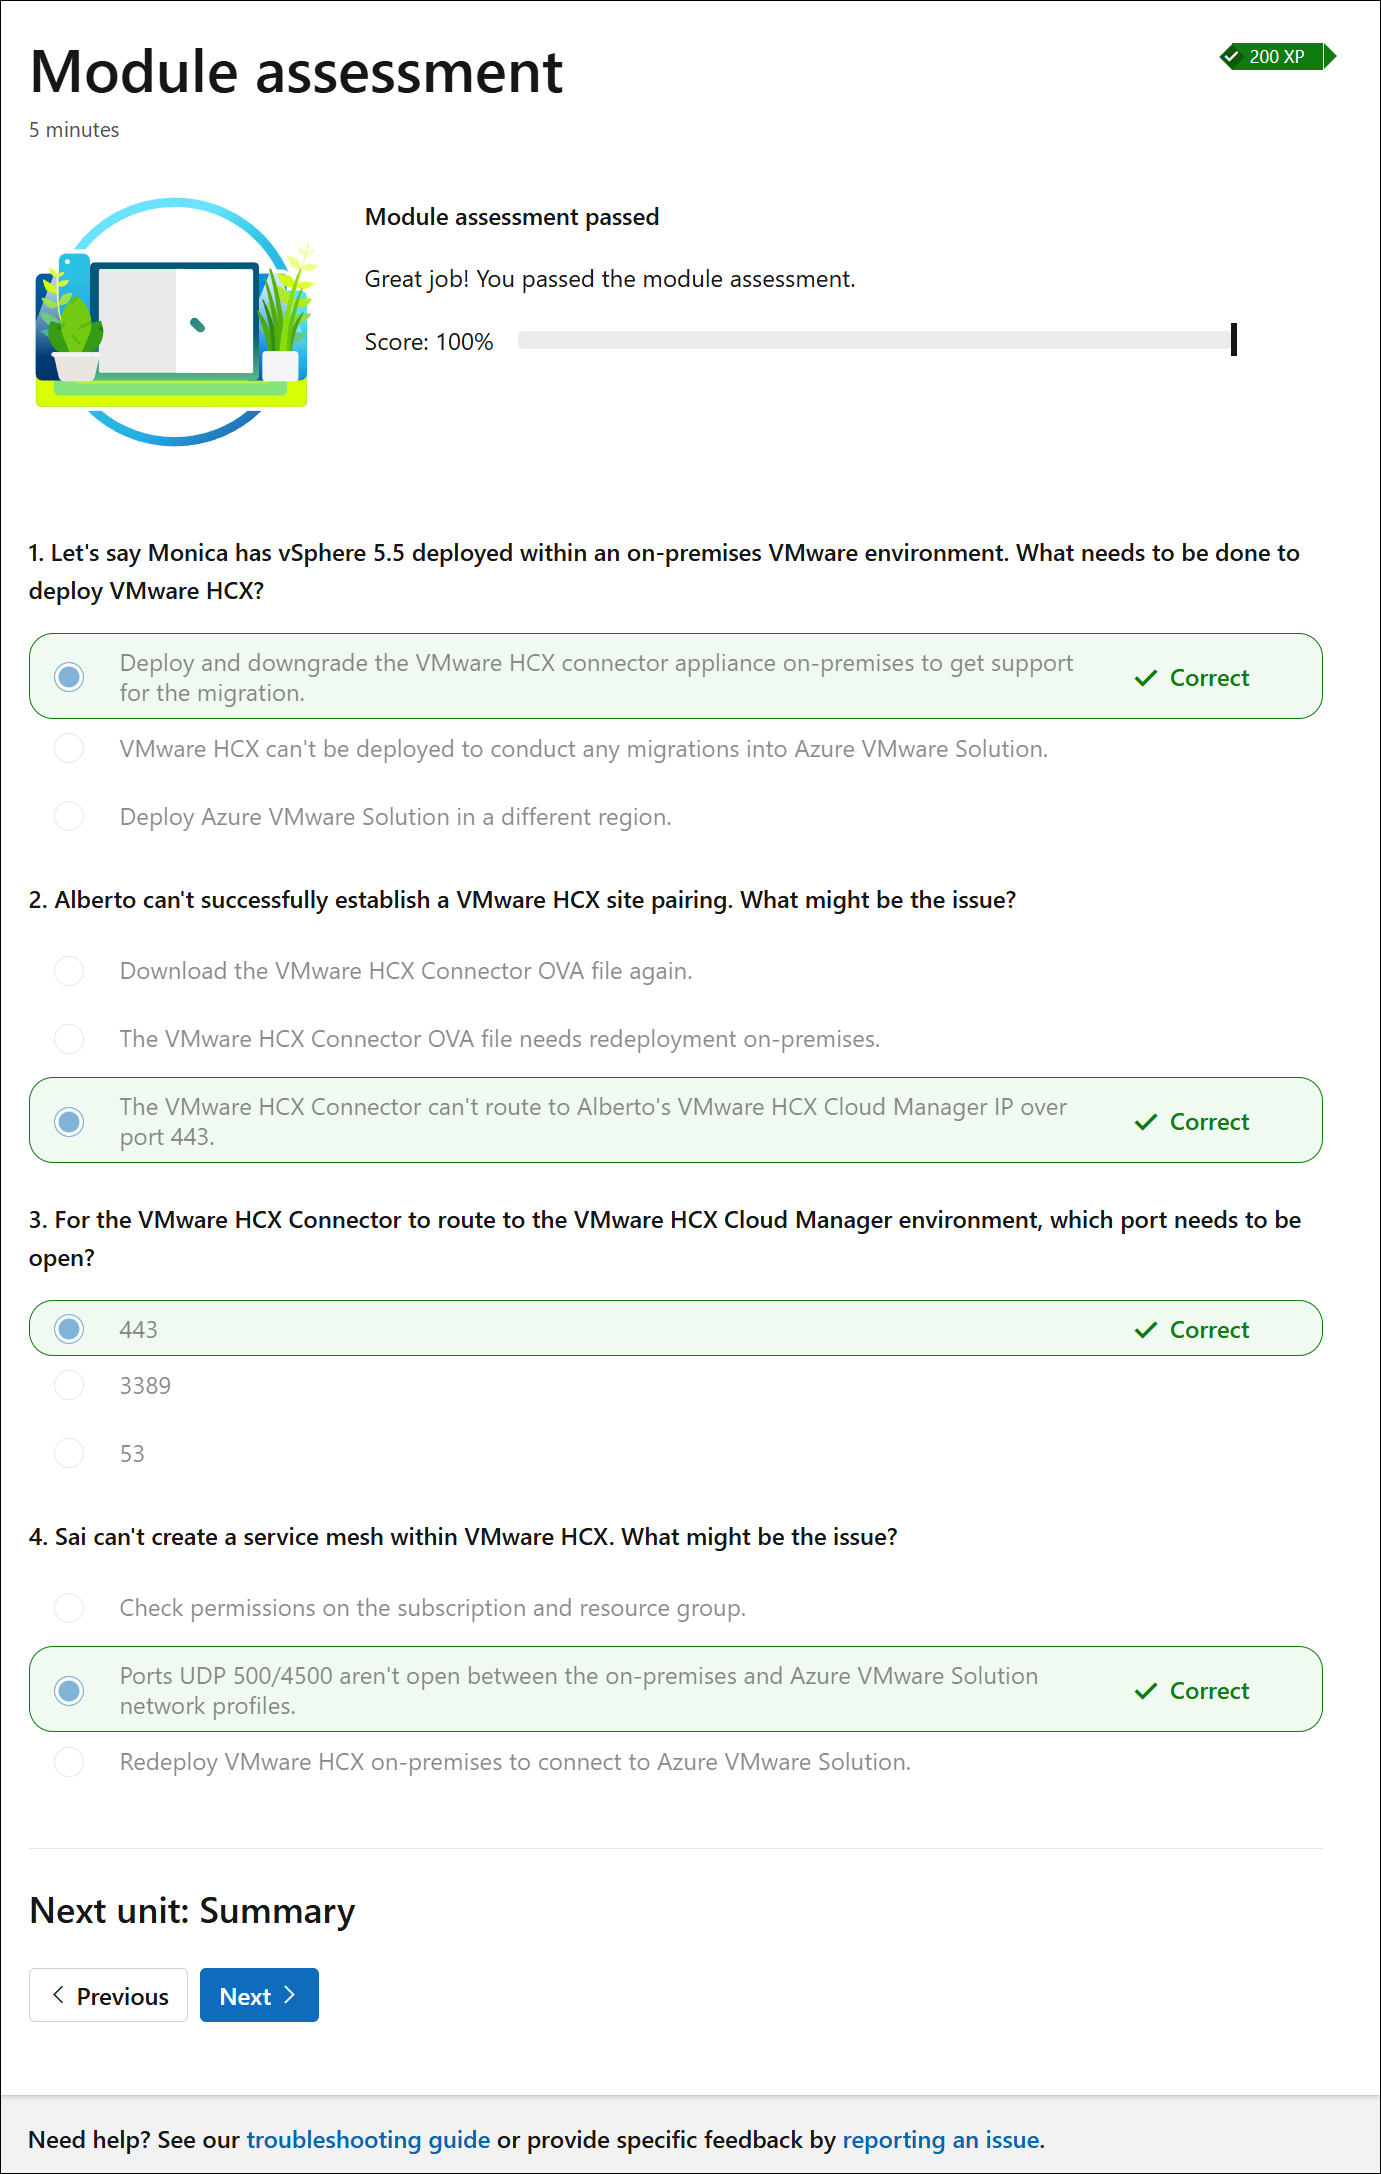 Module assessment
200 XP
5 minutes
Module assessment passed
Great job! You passed the module assessment.
Score: 100%
1. Let's say Monica has vSphere 5.5 deployed within an on-premises VMware environment. What needs to be done to
deploy VMware HCX?
Deploy and downgrade the VMware HCX connector appliance on-premises to get support
for the migration.
Correct
VMware HCX can't be deployed to conduct any migrations into Azure VMware Solution.
Deploy Azure VMware Solution in a different region.
2. Alberto can't successfully establish a VMware HCX site pairing. What might be the issue?
Download the VMware HCX Connector OVA file again.
The VMware HCX Connector OVA file needs redeployment on-premises.
The VMware HCX Connector can't route to Alberto's VMware HCX Cloud Manager IP over
port 443.
Correct
3. For the VMware HCX Connector to route to the VMware HCX Cloud Manager environment, which port needs to be
open?
443
Correct
3389
53
4. Sai can't create a service mesh within VMware HCX. What might be the issue?
Check permissions on the subscription and resource group.
Ports UDP 500/4500 aren't open between the on-premises and Azure VMware Solution
network profiles.
Correct
Redeploy VMware HCX on-premises to connect to Azure VMware Solution.
Next unit: Summary
Previous
Next
Need help? See our troubleshooting guide or provide specific feedback by reporting an issue.